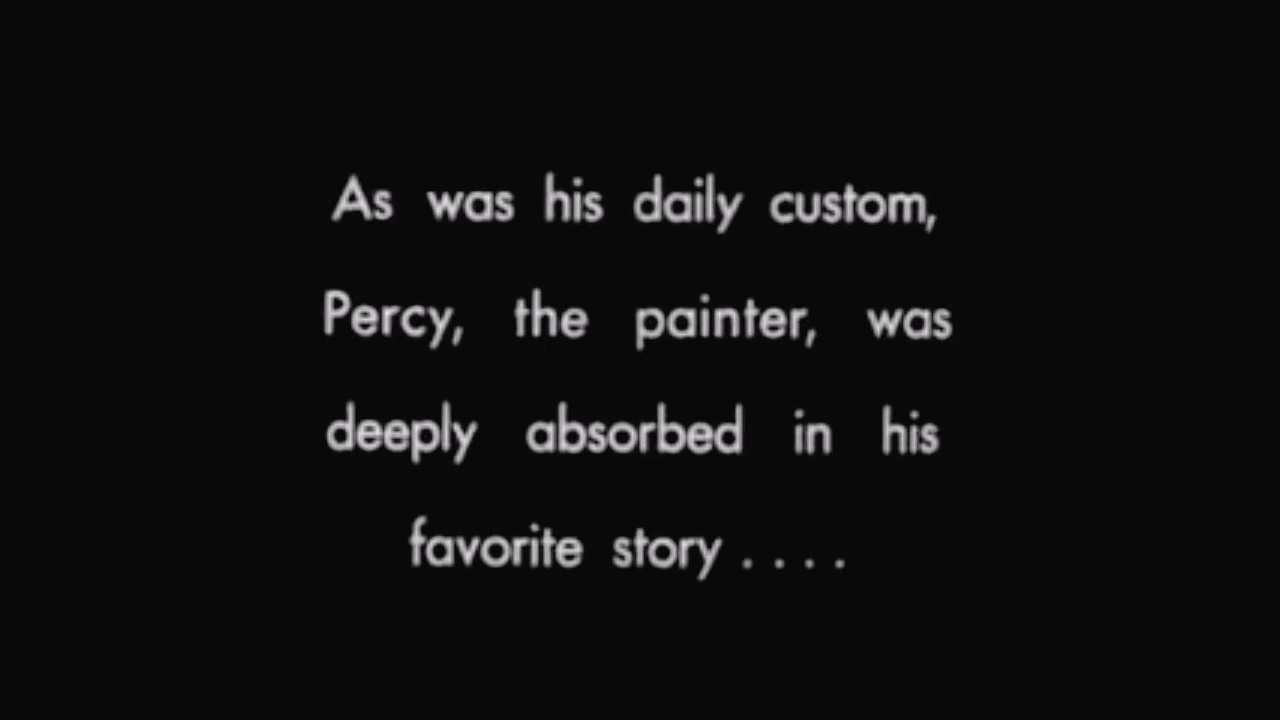 As was his daily custom,
Percy, the painter, was
deeply absorbed in his
favorite story . . . .